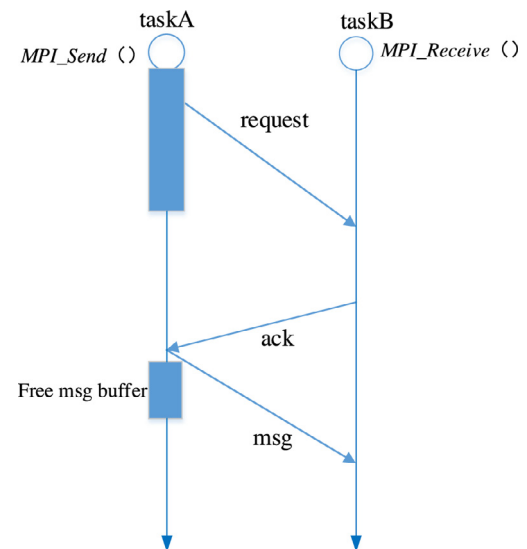 taskA
taskB
MPI_Send（）
MPI_Receive（）
request
ack
Free msg buffer
msg